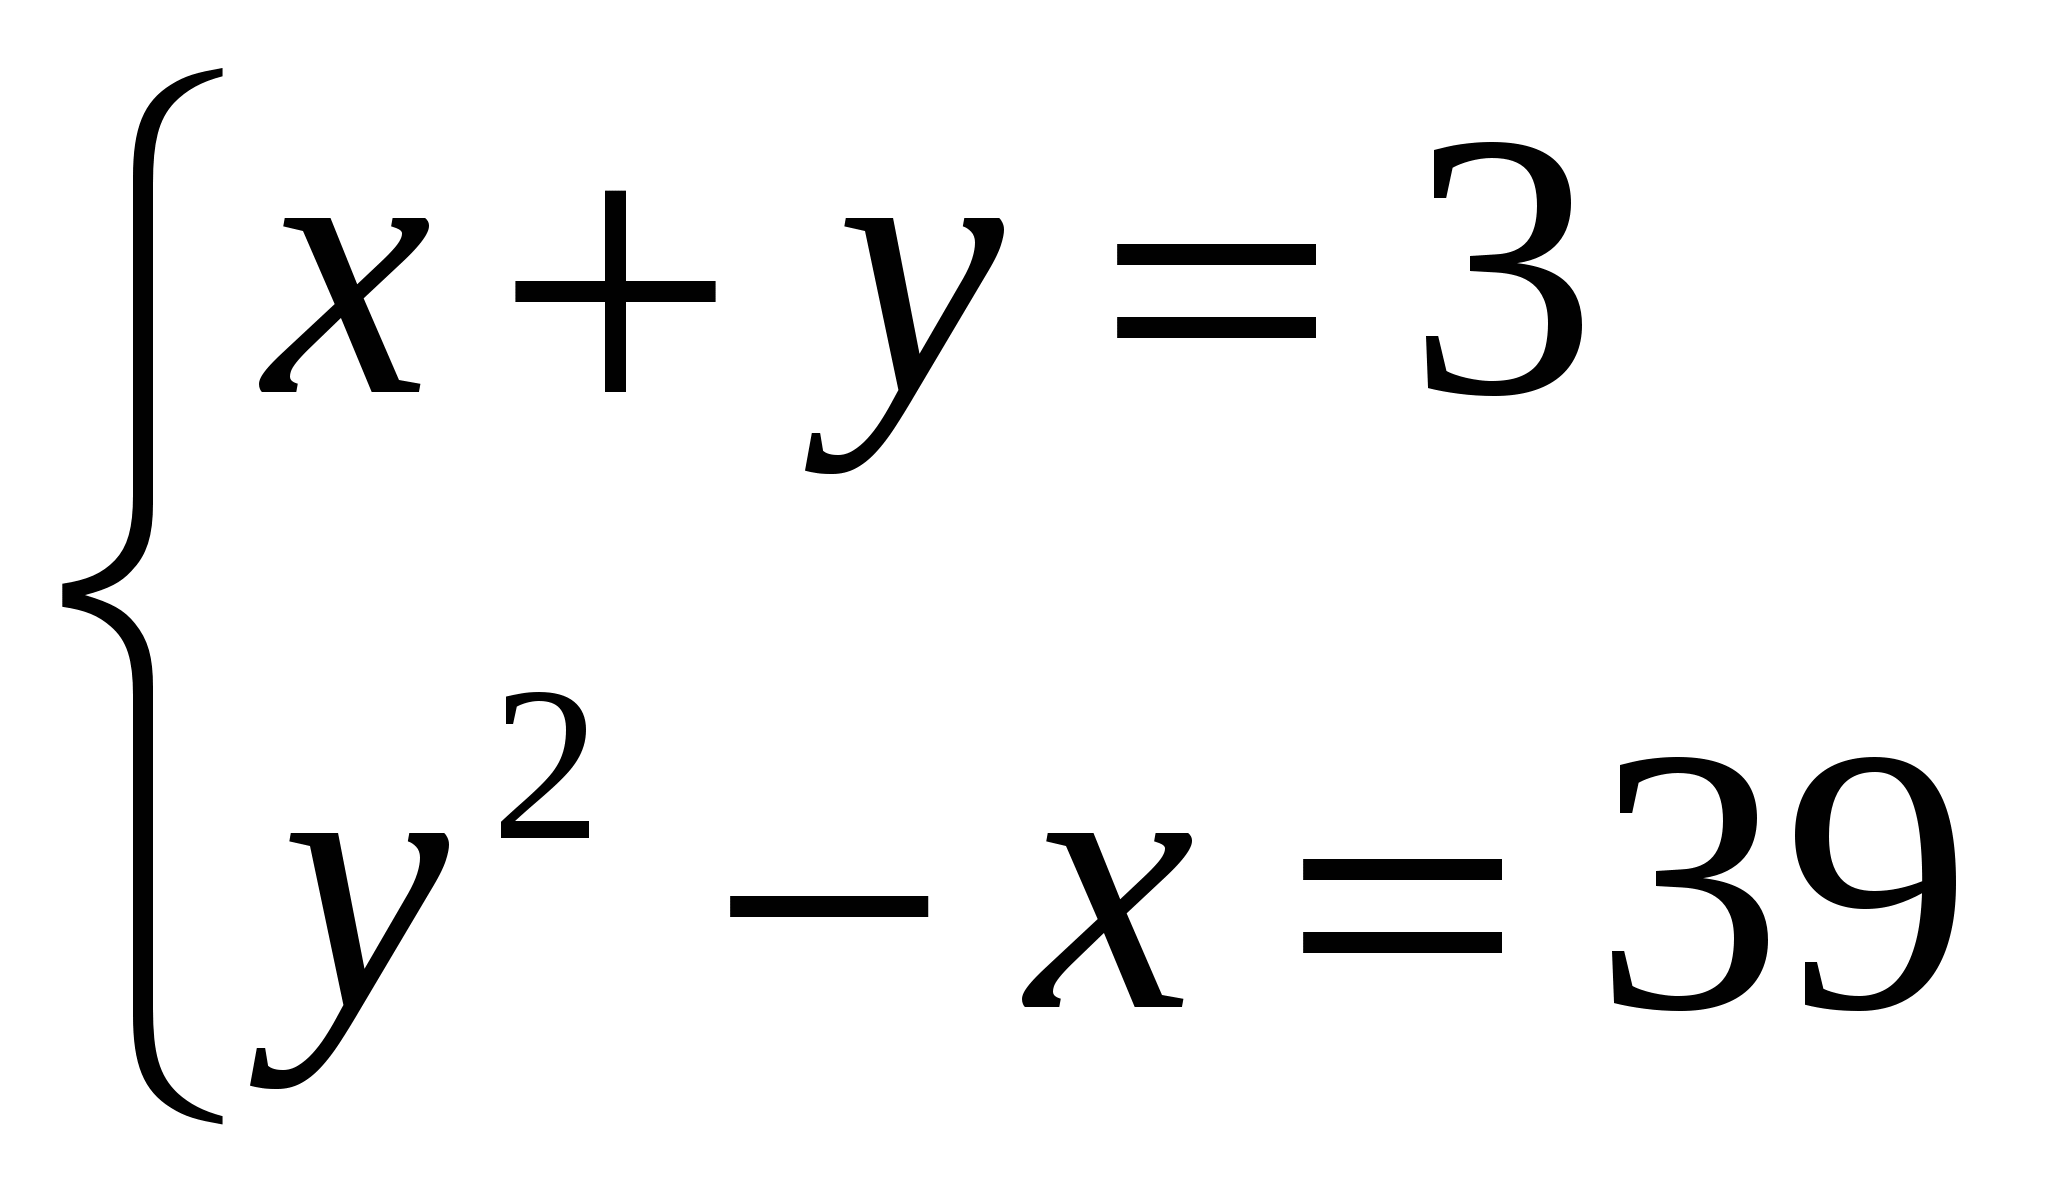 x + y = 3
y² − x = 39